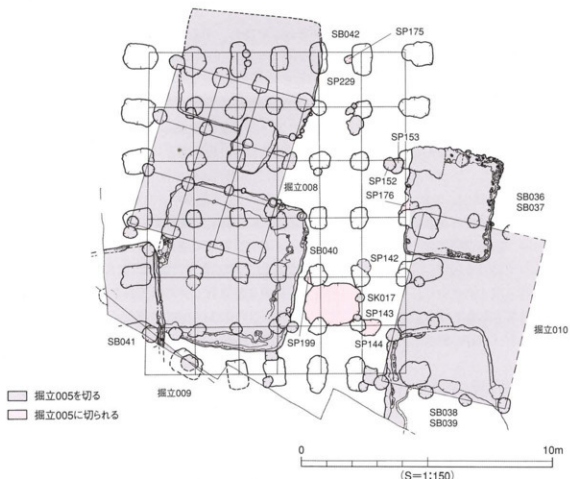 SB042
SP175
SP229
SP153
SP152
掘立008
SP176
SB036
SB037
SB040
SP142
SK017
SP143
掘立010
SB041
SP199
SP144
掘立009
SB038
SB039
掘立005を切る
掘立005に切られる
0
10m
(S=1:150)